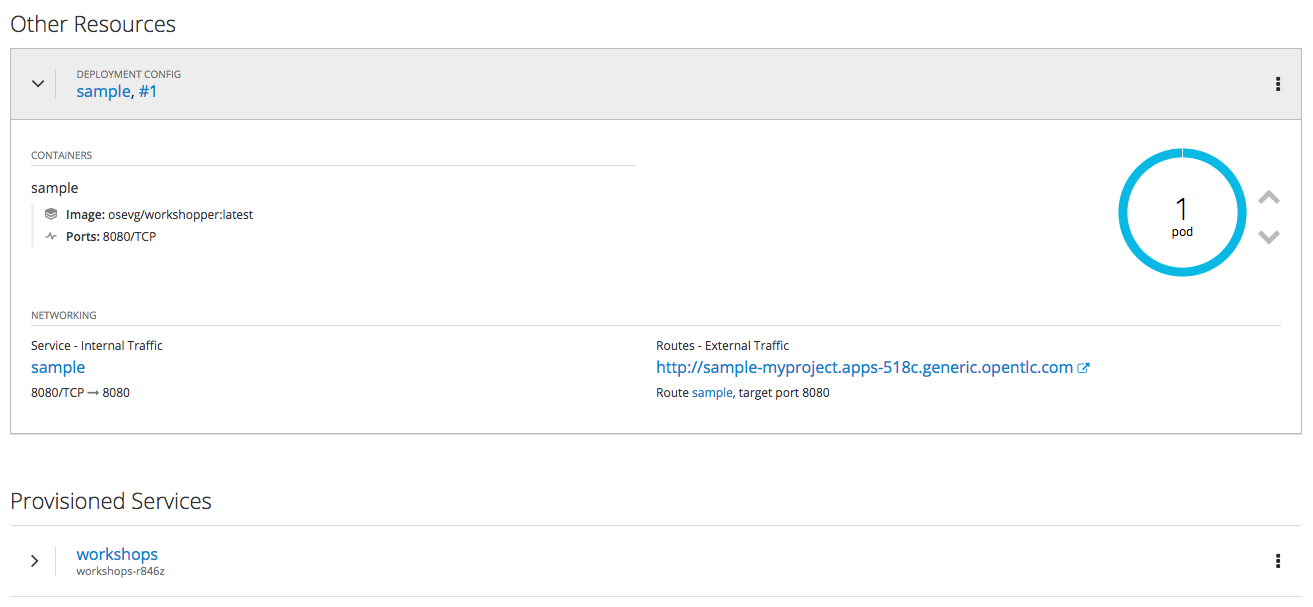 Other Resources
DEPLOYMENT CONFIG
sample, #1
CONTAINERS
sample
Image: osevg/workshopper:latest
Ports: 8080/TCP
1
pod
NETWORKING
Service - Internal Traffic
sample
8080/TCP → 8080
Routes - External Traffic
http://sample-myproject.apps-518c.generic.opentlc.com
Route sample, target port 8080
Provisioned Services
workshops
workshops-r846z